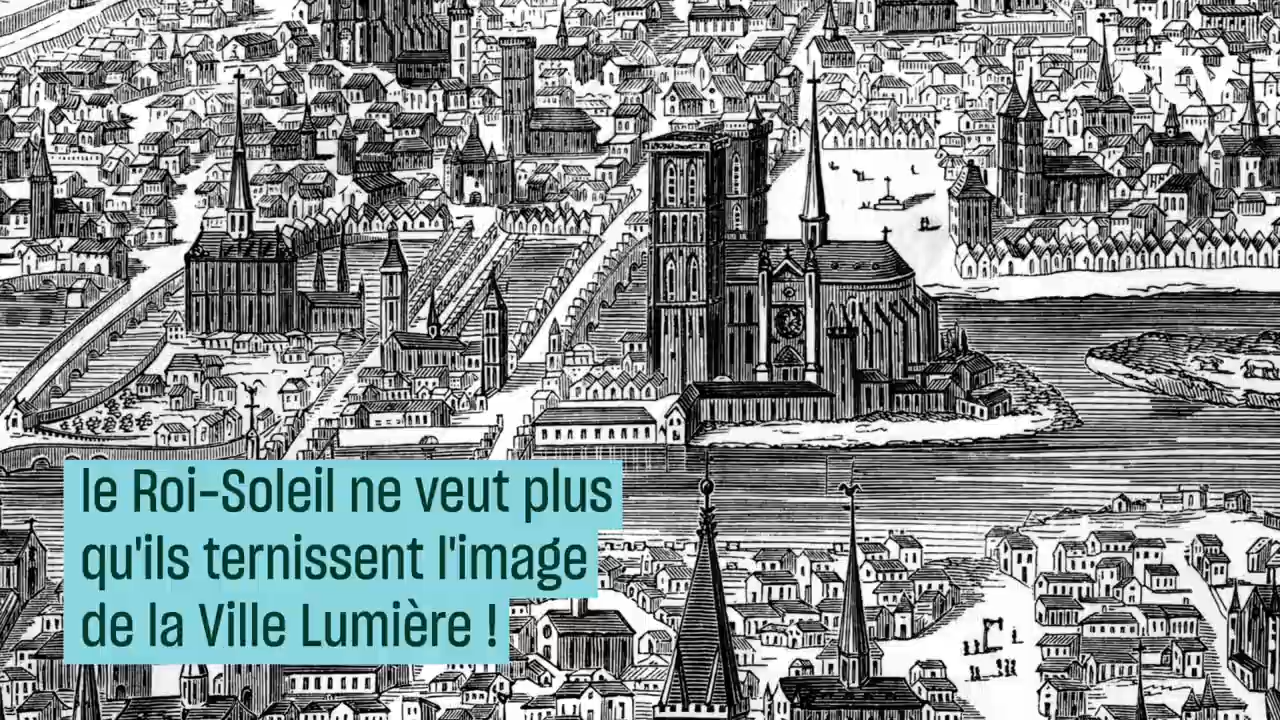 le Roi-Soleil ne veut plus
qu'ils ternissent l'image
de la Ville Lumière !